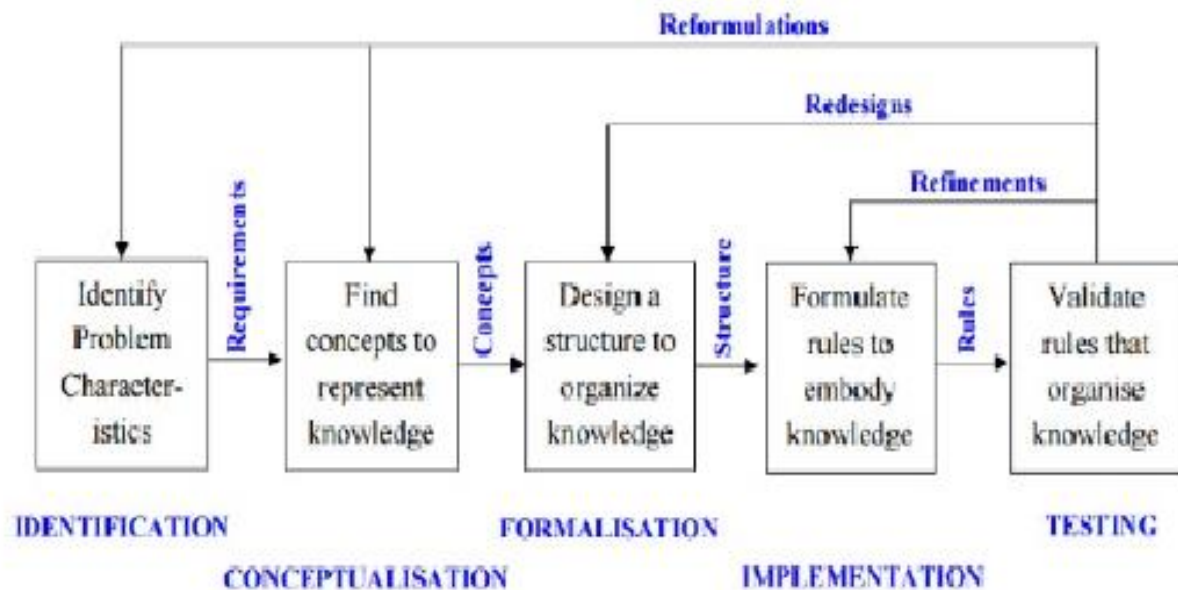 Reformulations
Redesigns
Refinements
Requirements
Concepts
Structure
Rules
Identify
Problem
Character-
istics
Find
concepts to
represent
knowledge
Design a
structure to
organize
knowledge
Formulate
rules to
embody
knowledge
Validate
rules that
organise
knowledge
IDENTIFICATION
FORMALISATION
TESTING
CONCEPTUALISATION
IMPLEMENTATION